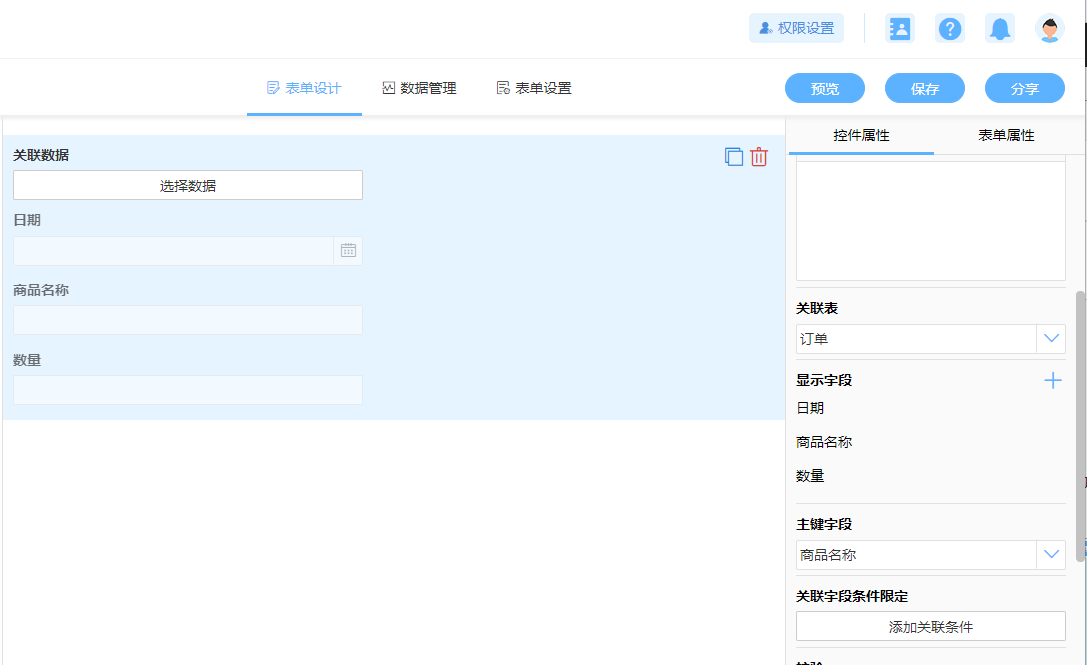 权限设置
表单设计
数据管理
表单设置
预览
保存
分享
关联数据
选择数据
日期
商品名称
数量
控件属性
表单属性
关联表
订单
显示字段
日期
商品名称
数量
主键字段
商品名称
关联字段条件限定
添加关联条件